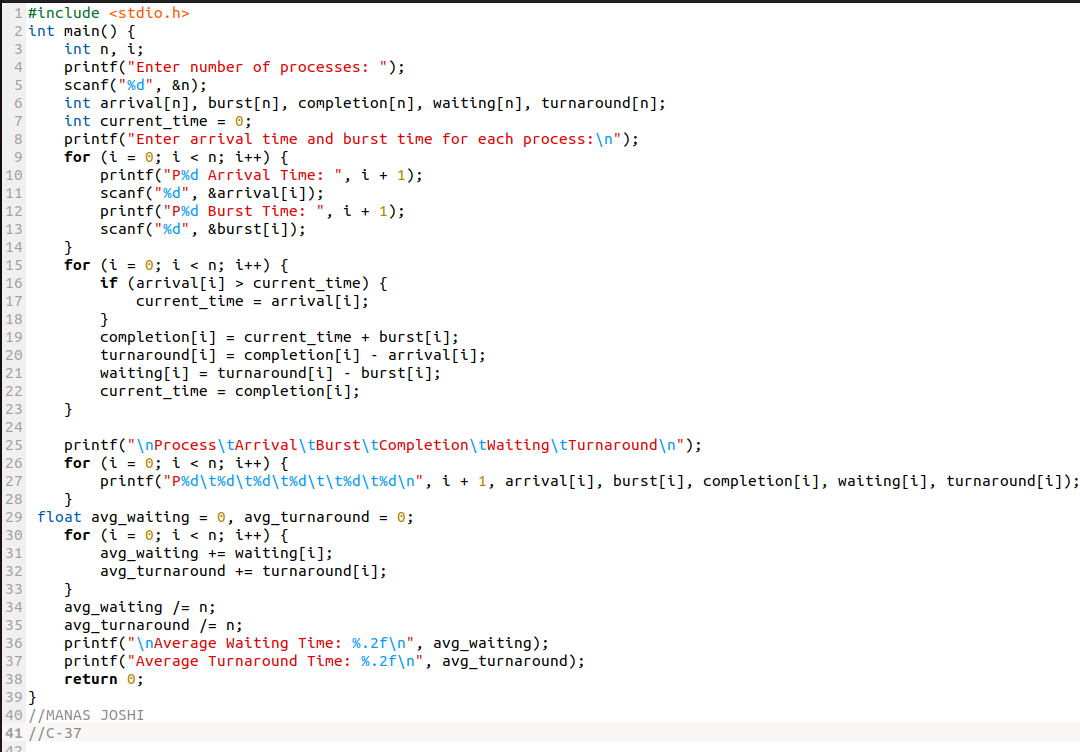 1 #include <stdio.h>
2 int main() {
3     int n, i;
4     printf("Enter number of processes: ");
5     scanf("%d", &n);
6     int arrival[n], burst[n], completion[n], waiting[n], turnaround[n];
7     int current_time = 0;
8     printf("Enter arrival time and burst time for each process:\n");
9     for (i = 0; i < n; i++) {
10         printf("P%d Arrival Time: ", i + 1);
11         scanf("%d", &arrival[i]);
12         printf("P%d Burst Time: ", i + 1);
13         scanf("%d", &burst[i]);
14     }
15     for (i = 0; i < n; i++) {
16         if (arrival[i] > current_time) {
17             current_time = arrival[i];
18         }
19         completion[i] = current_time + burst[i];
20         turnaround[i] = completion[i] - arrival[i];
21         waiting[i] = turnaround[i] - burst[i];
22         current_time = completion[i];
23     }
24
25     printf("\nProcess\tArrival\tBurst\tCompletion\tWaiting\tTurnaround\n");
26     for (i = 0; i < n; i++) {
27         printf("P%d\t%d\t%d\t%d\t\t%d\t%d\n", i + 1, arrival[i], burst[i], completion[i], waiting[i], turnaround[i]);
28     }
29  float avg_waiting = 0, avg_turnaround = 0;
30     for (i = 0; i < n; i++) {
31         avg_waiting += waiting[i];
32         avg_turnaround += turnaround[i];
33     }
34     avg_waiting /= n;
35     avg_turnaround /= n;
36     printf("\nAverage Waiting Time: %.2f\n", avg_waiting);
37     printf("Average Turnaround Time: %.2f\n", avg_turnaround);
38     return 0;
39 }
40 //MANAS JOSHI
41 //C-37
42